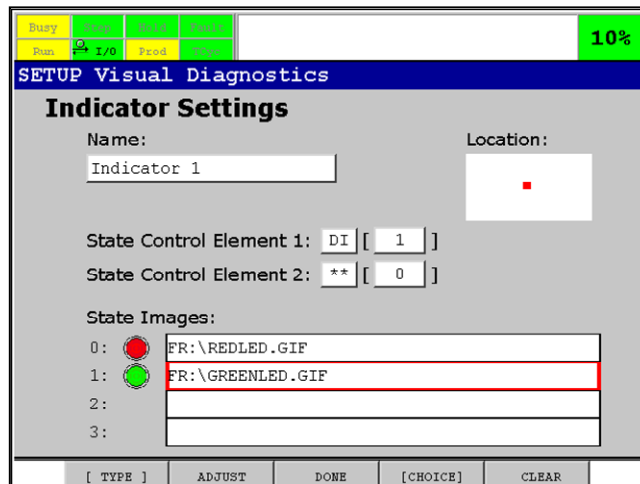 Busy Step Hold Fault
Run I/O Prod TCyc
10%
SETUP Visual Diagnostics
Indicator Settings
Name:
Location:
Indicator 1
State Control Element 1: DI [ 1 ]
State Control Element 2: ** [ 0 ]
State Images:
0: FR:\REDLED.GIF
1: FR:\GREENLED.GIF
2:
3:
[ TYPE ] ADJUST DONE [CHOICE] CLEAR